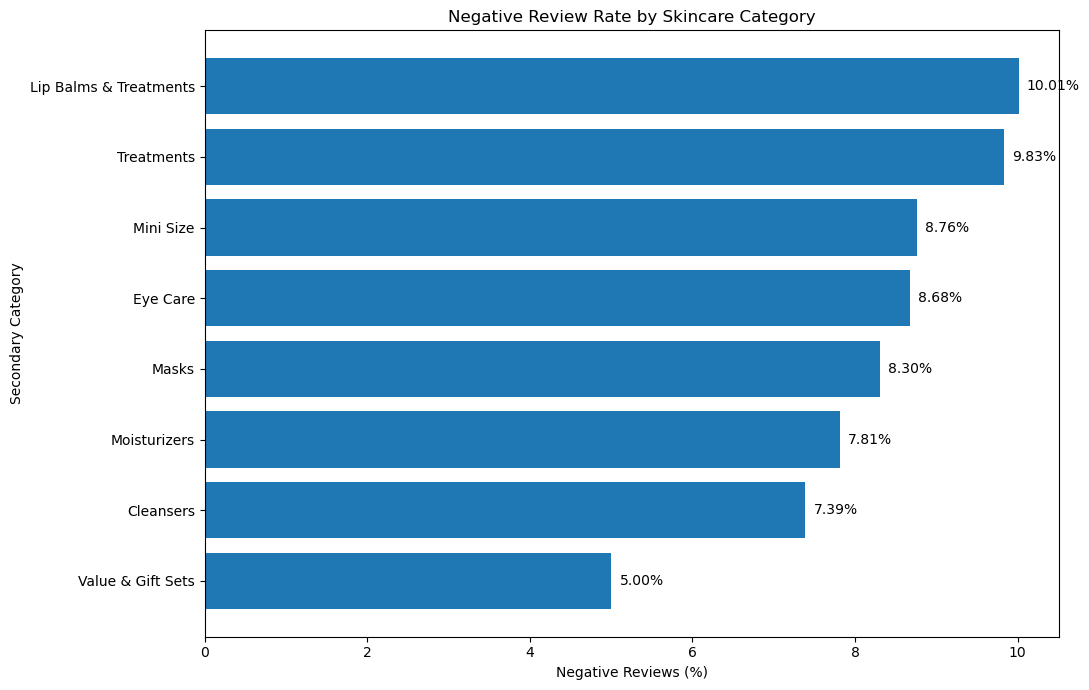 Negative Review Rate by Skincare Category
Secondary Category
Lip Balms & Treatments 10.01%
Treatments 9.83%
Mini Size 8.76%
Eye Care 8.68%
Masks 8.30%
Moisturizers 7.81%
Cleansers 7.39%
Value & Gift Sets 5.00%
0 2 4 6 8 10
Negative Reviews (%)